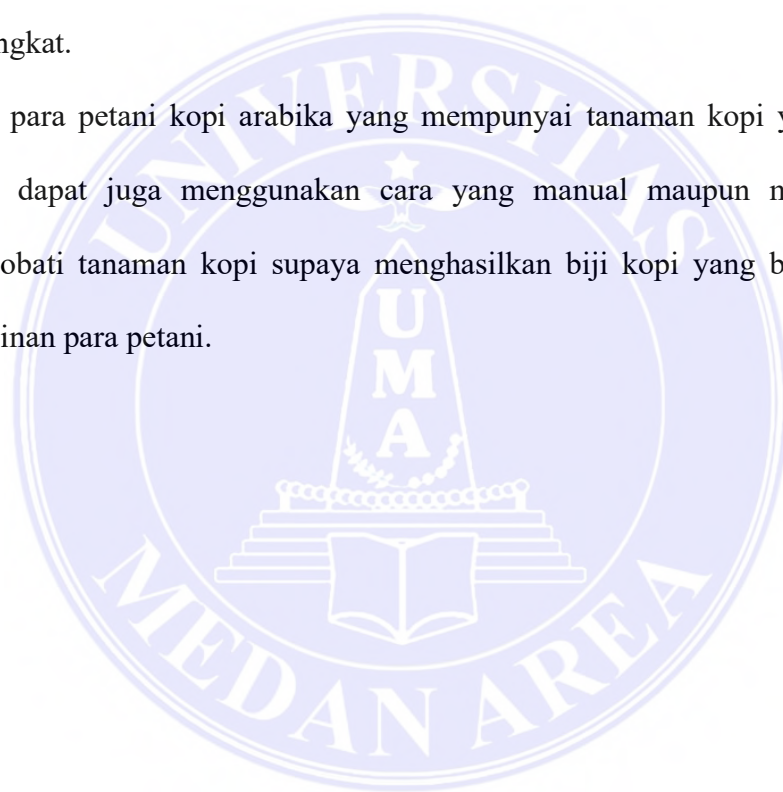 ngkat.
para petani kopi arabika yang mempunyai tanaman kopi y
dapat juga menggunakan cara yang manual maupun m
obati tanaman kopi supaya menghasilkan biji kopi yang b
inan para petani.
UNIVERSITAS
UMA
MEDAN AREA